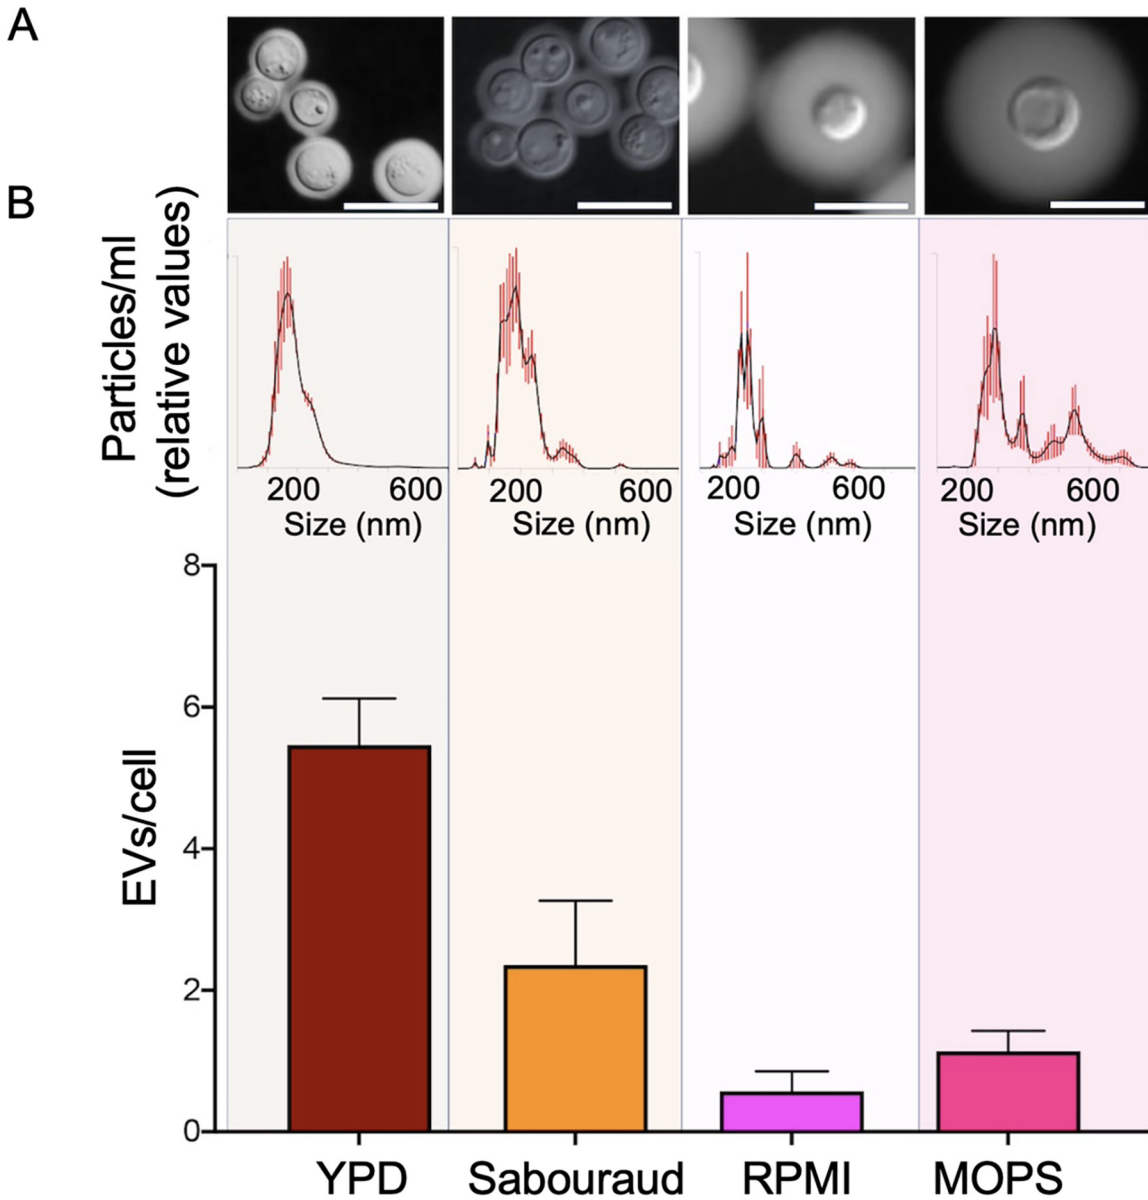 A
B
Particles/ml
(relative values)
200 600
Size (nm)
200 600
Size (nm)
200 600
Size (nm)
200 600
Size (nm)
EVs/cell
8
6
4
2
0
YPD
Sabouraud
RPMI
MOPS